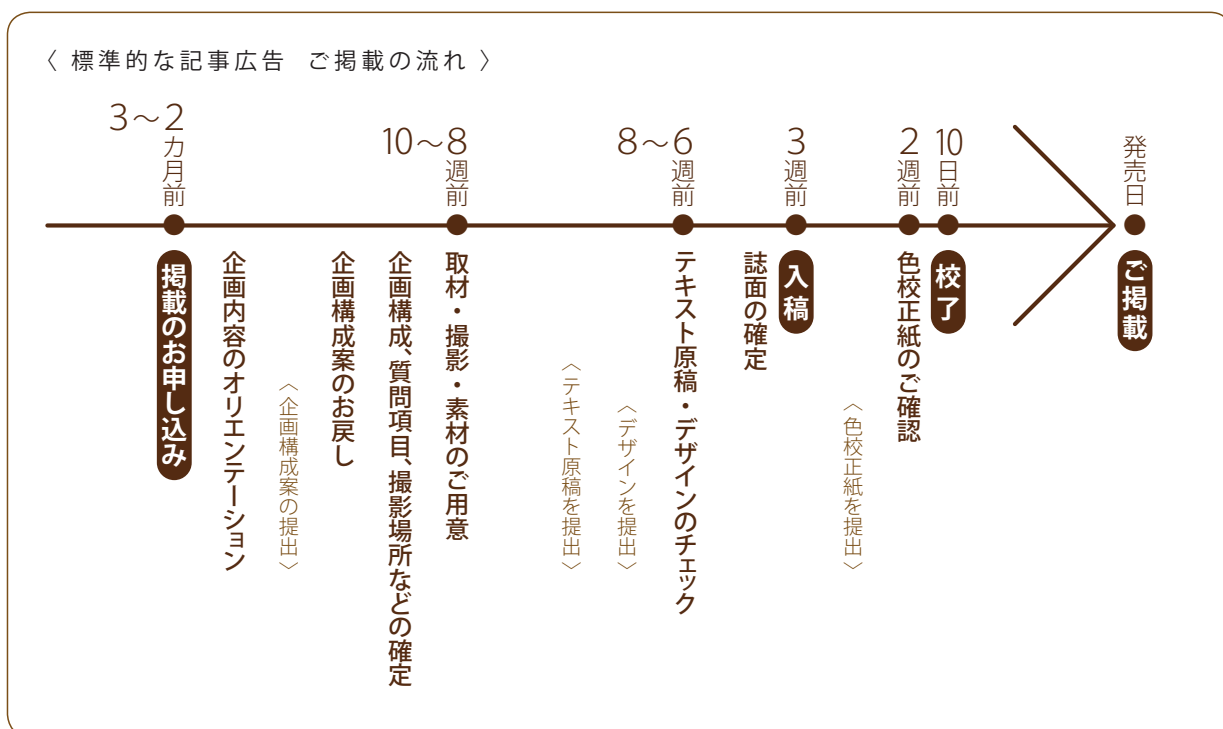 〈 標準的な記事広告 ご掲載の流れ 〉
3〜2カ月前
10〜8週前
8〜6週前
3週前
2週前
10日前
発売日
掲載のお申し込み
企画内容のオリエンテーション
〈企画構成案の提出〉
企画構成案のお戻し
企画構成、質問項目、撮影場所などの確定
取材・撮影・素材のご用意
〈テキスト原稿を提出〉
〈デザインを提出〉
テキスト原稿・デザインのチェック
誌面の確定
入稿
〈色校正紙を提出〉
色校正紙のご確認
校了
ご掲載